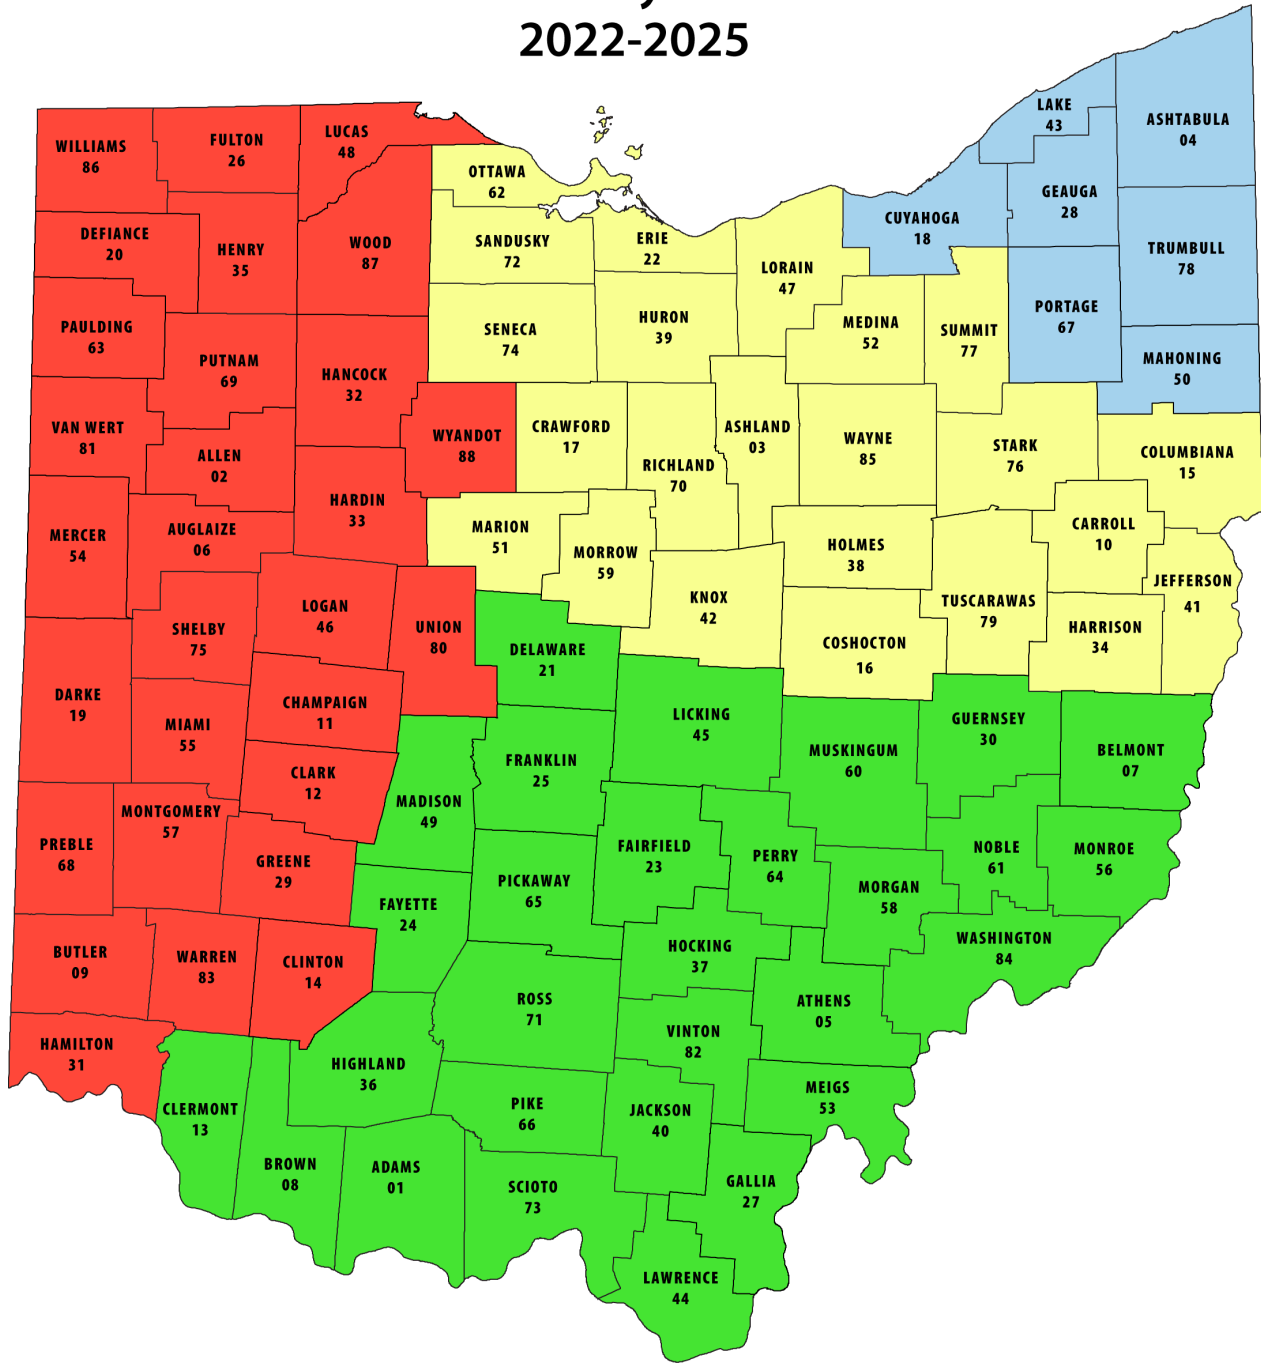 2022-2025
LAKE
43
ASHTABULA
04
WILLIAMS
86
FULTON
26
LUCAS
48
OTTAWA
62
GEAUGA
28
CUYAHOGA
18
DEFIANCE
20
HENRY
35
WOOD
87
SANDUSKY
72
ERIE
22
LORAIN
47
TRUMBULL
78
PAULDING
63
PUTNAM
69
HANCOCK
32
SENECA
74
HURON
39
MEDINA
52
SUMMIT
77
PORTAGE
67
MAHONING
50
VAN WERT
81
ALLEN
02
WYANDOT
88
CRAWFORD
17
RICHLAND
70
ASHLAND
03
WAYNE
85
STARK
76
COLUMBIANA
15
MERCER
54
AUGLAIZE
06
HARDIN
33
MARION
51
MORROW
59
HOLMES
38
CARROLL
10
JEFFERSON
41
SHELBY
75
LOGAN
46
UNION
80
DELAWARE
21
KNOX
42
COSHOCTON
16
TUSCARAWAS
79
HARRISON
34
DARKE
19
MIAMI
55
CHAMPAIGN
11
LICKING
45
MUSKINGUM
60
GUERNSEY
30
BELMONT
07
CLARK
12
MADISON
49
FRANKLIN
25
PREBLE
68
MONTGOMERY
57
GREENE
29
FAYETTE
24
PICKAWAY
65
FAIRFIELD
23
PERRY
64
MORGAN
58
NOBLE
61
MONROE
56
BUTLER
09
WARREN
83
CLINTON
14
HOCKING
37
WASHINGTON
84
ROSS
71
ATHENS
05
HAMILTON
31
HIGHLAND
36
VINTON
82
CLERMONT
13
PIKE
66
JACKSON
40
MEIGS
53
BROWN
08
ADAMS
01
SCIOTO
73
GALLIA
27
LAWRENCE
44